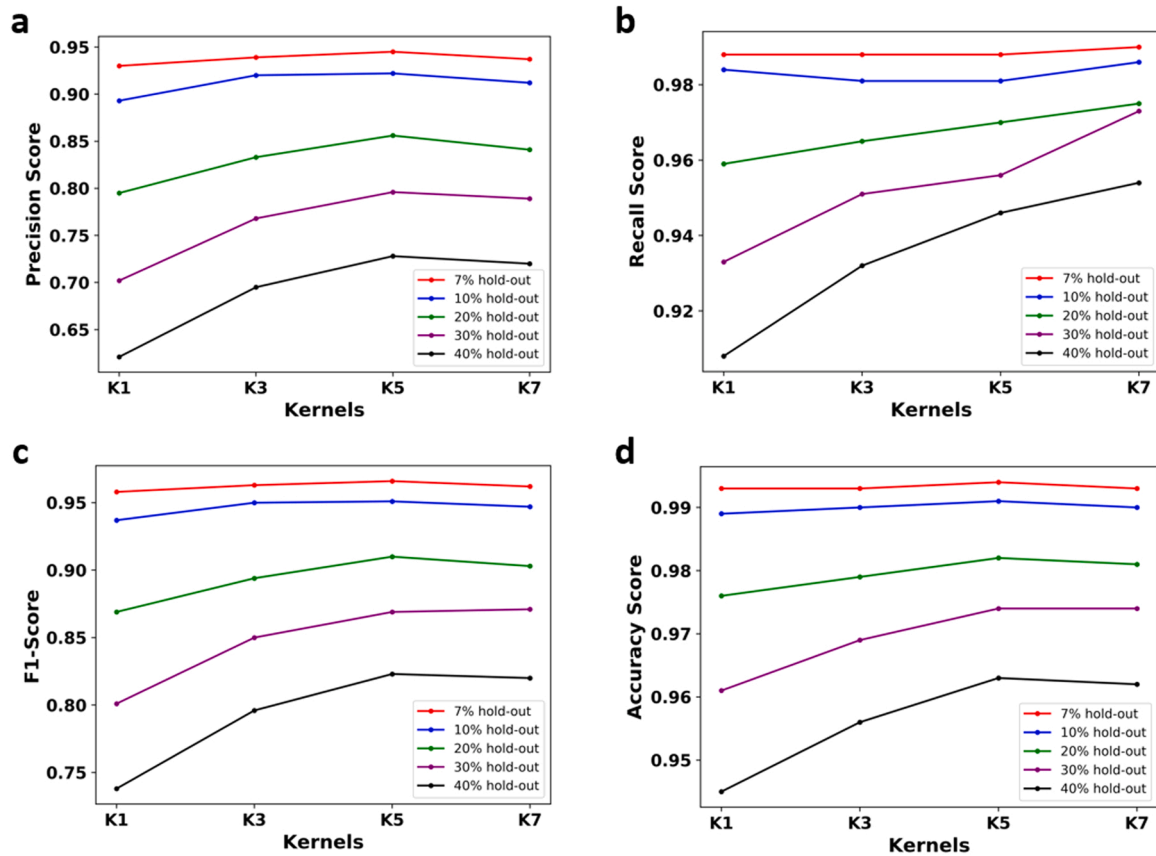 a
0.95
0.90
0.85
0.80
0.75
0.70
0.65
Precision Score
K1 K3 K5 K7
Kernels
7% hold-out
10% hold-out
20% hold-out
30% hold-out
40% hold-out
b
0.98
0.96
0.94
0.92
Recall Score
K1 K3 K5 K7
Kernels
7% hold-out
10% hold-out
20% hold-out
30% hold-out
40% hold-out
c
0.95
0.90
0.85
0.80
0.75
F1-Score
K1 K3 K5 K7
Kernels
7% hold-out
10% hold-out
20% hold-out
30% hold-out
40% hold-out
d
0.99
0.98
0.97
0.96
0.95
Accuracy Score
K1 K3 K5 K7
Kernels
7% hold-out
10% hold-out
20% hold-out
30% hold-out
40% hold-out